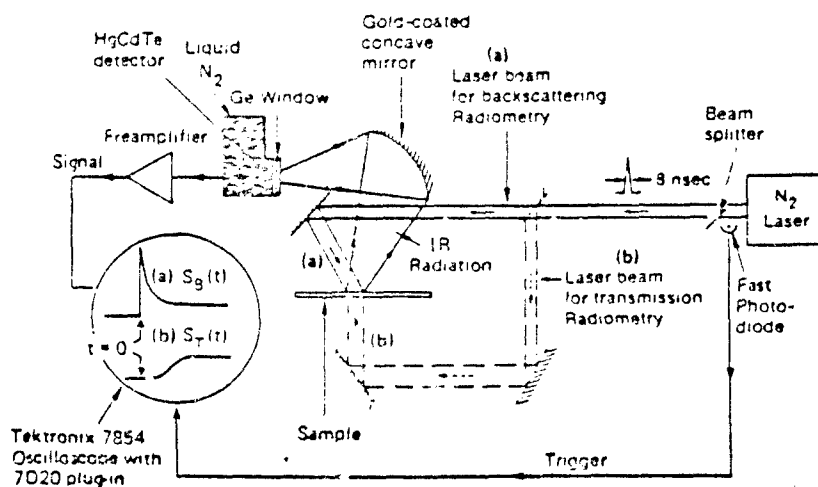 Gold-coated
concave
mirror
HgCdTe
detector
Liquid
N2
Ge Window
Preamplifier
Signal
(a)
Laser beam
for backscattering
Radiometry
Beam
splitter
8 nsec
N2
Laser
IR
Radiation
(a)
(b)
Laser beam
for transmission
Radiometry
Fast
Photo-
diode
(a) SB(t)
(b) ST(t)
τ = 0
(b)
Sample
Tektronix 7854
Oscilloscope with
7D20 plug-in
Trigger